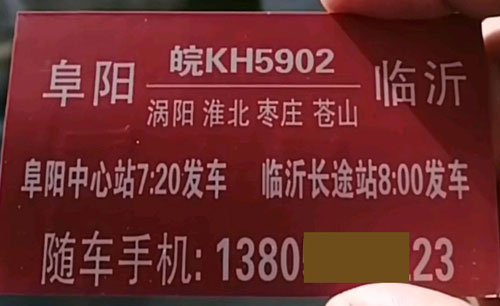 皖KH5902
阜阳 临沂
涡阳 淮北 枣庄 苍山
阜阳中心站7:20发车 临沂长途站8:00发车
随车手机: 1380 23